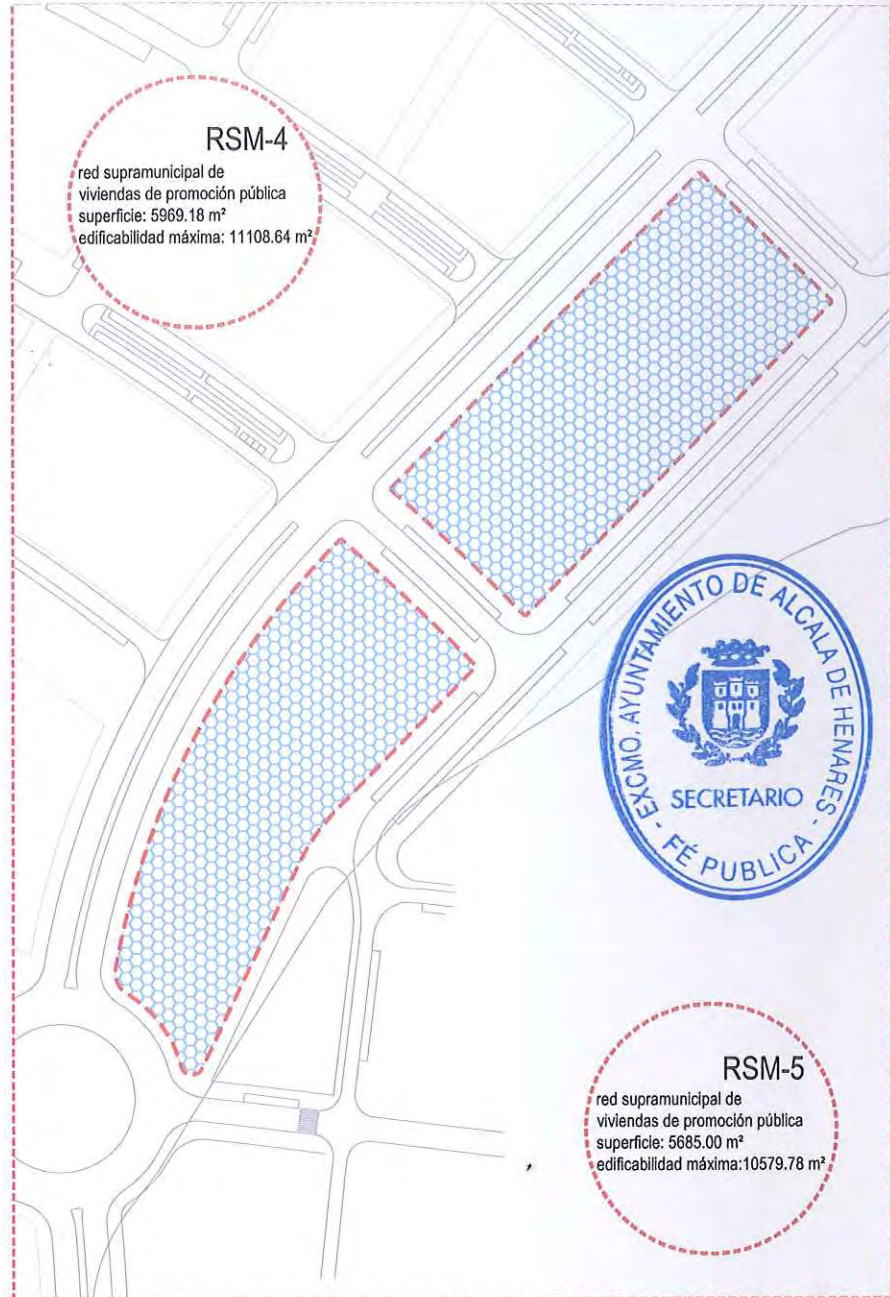 RSM-4
red supramunicipal de
viviendas de promoción pública
superficie: 5969.18 m²
edificabilidad máxima: 11108.64 m²
EXCMO. AYUNTAMIENTO DE ALCALA DE HENARES -
SECRETARIO
- FÉ PUBLICA -
RSM-5
red supramunicipal de
viviendas de promoción pública
superficie: 5685.00 m²
edificabilidad máxima:10579.78 m²